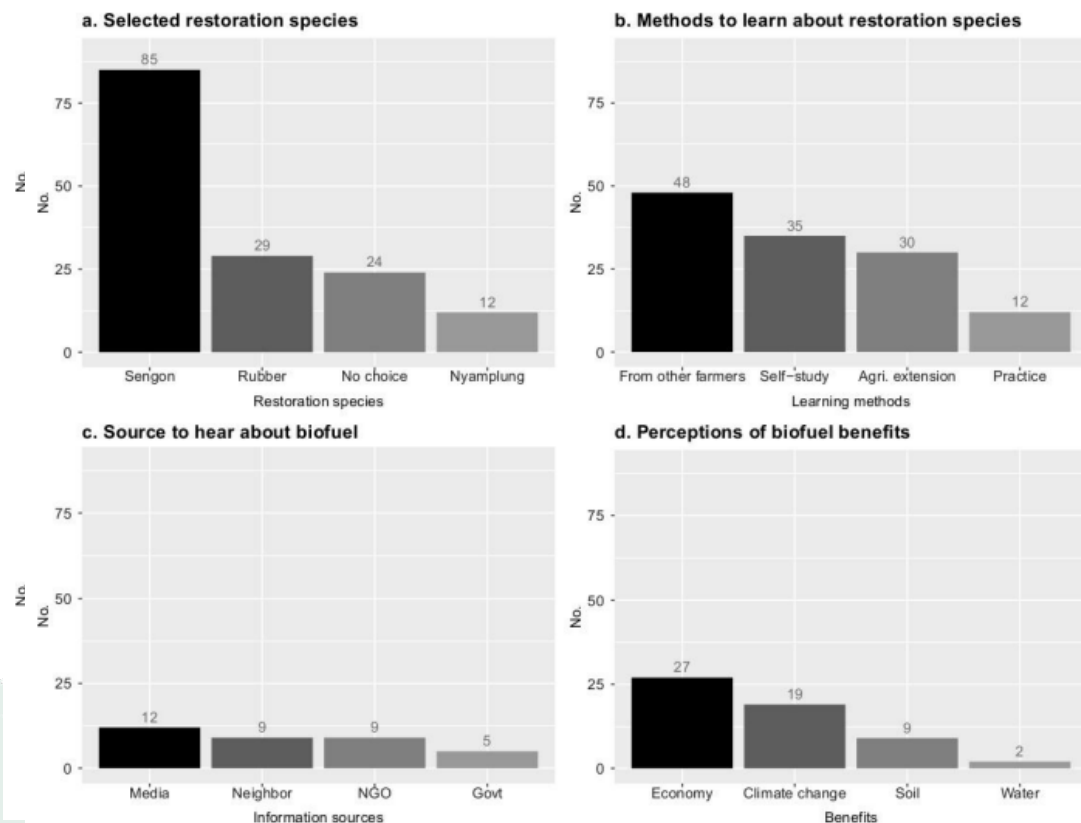 a. Selected restoration species
No.
No.
75
50
25
0
85
29
24
12
Sengon Rubber No choice Nyamplung
Restoration species
b. Methods to learn about restoration species
No.
75
50
25
0
48
35
30
12
From other farmers Self−study Agri. extension Practice
Learning methods
c. Source to hear about biofuel
No.
No.
75
50
25
0
12
9
9
5
Media Neighbor NGO Govt
Information sources
d. Perceptions of biofuel benefits
No.
75
50
25
0
27
19
9
2
Economy Climate change Soil Water
Benefits